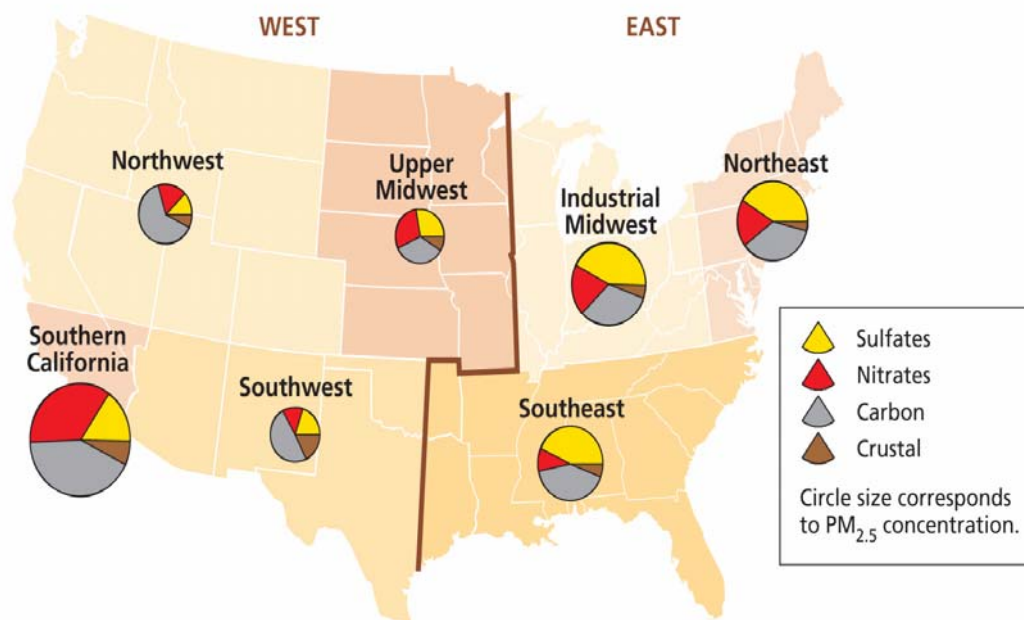 WEST
EAST
Northwest
Upper
Midwest
Industrial
Midwest
Northeast
Southern
California
Southwest
Southeast
Sulfates
Nitrates
Carbon
Crustal
Circle size corresponds
to PM2.5 concentration.